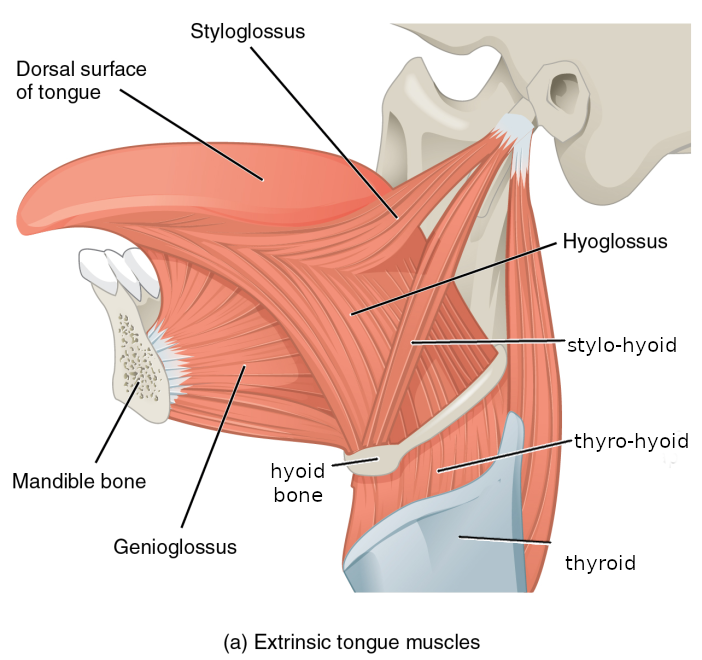 Styloglossus
Dorsal surface
of tongue
Hyoglossus
stylo-hyoid
thyro-hyoid
hyoid
bone
Mandible bone
Genioglossus
thyroid
(a) Extrinsic tongue muscles